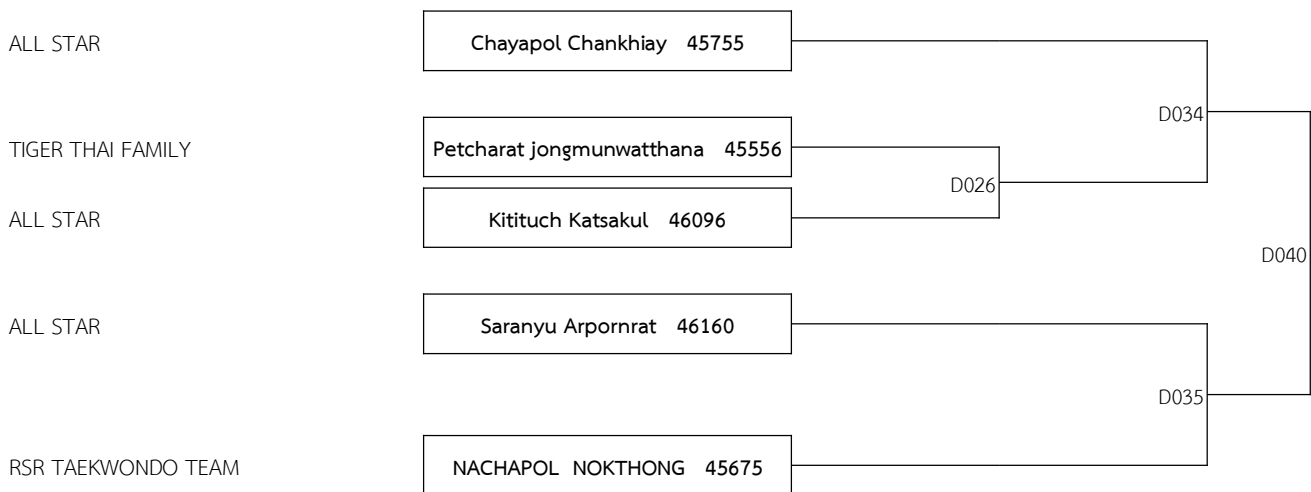 ALL STAR Chayapol Chankhiay 45755
D034
TIGER THAI FAMILY Petcharat jongmunwatthana 45556
D026
ALL STAR Kitituch Katsakul 46096
D040
ALL STAR Saranyu Arpornrat 46160
D035
RSR TAEKWONDO TEAM NACHAPOL NOKTHONG 45675